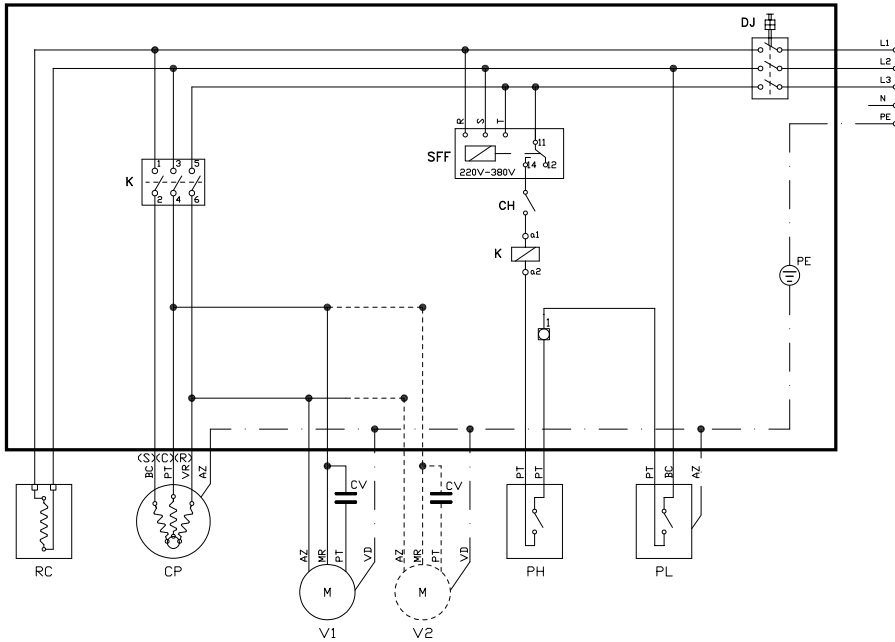 DJ
L1
L2
L3
N
PE
R S T
11
SFF
14 12
220V-380V
1 3 5
K
2 4 6
CH
a1
K
a2
PE
1
(S)(C)(R)
BC PT VR AZ
CV
CV
PT PT
PT BC AZ
AZ MR PT VD
AZ MR PT VD
RC
CP
M
M
PH
PL
V1
V2